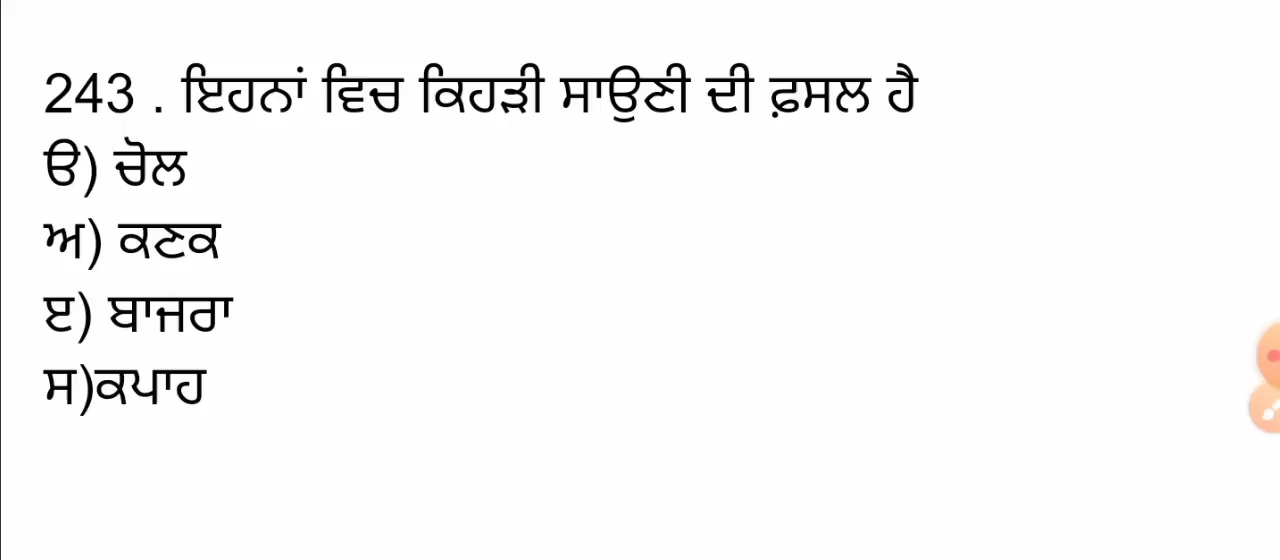 243 . ਇਹਨਾਂ ਵਿਚ ਕਿਹੜੀ ਸਾਉਣੀ ਦੀ ਫ਼ਸਲ ਹੈ
ੳ) ਚੋਲ
ਅ) ਕਣਕ
ੲ) ਬਾਜਰਾ
ਸ)ਕਪਾਹ